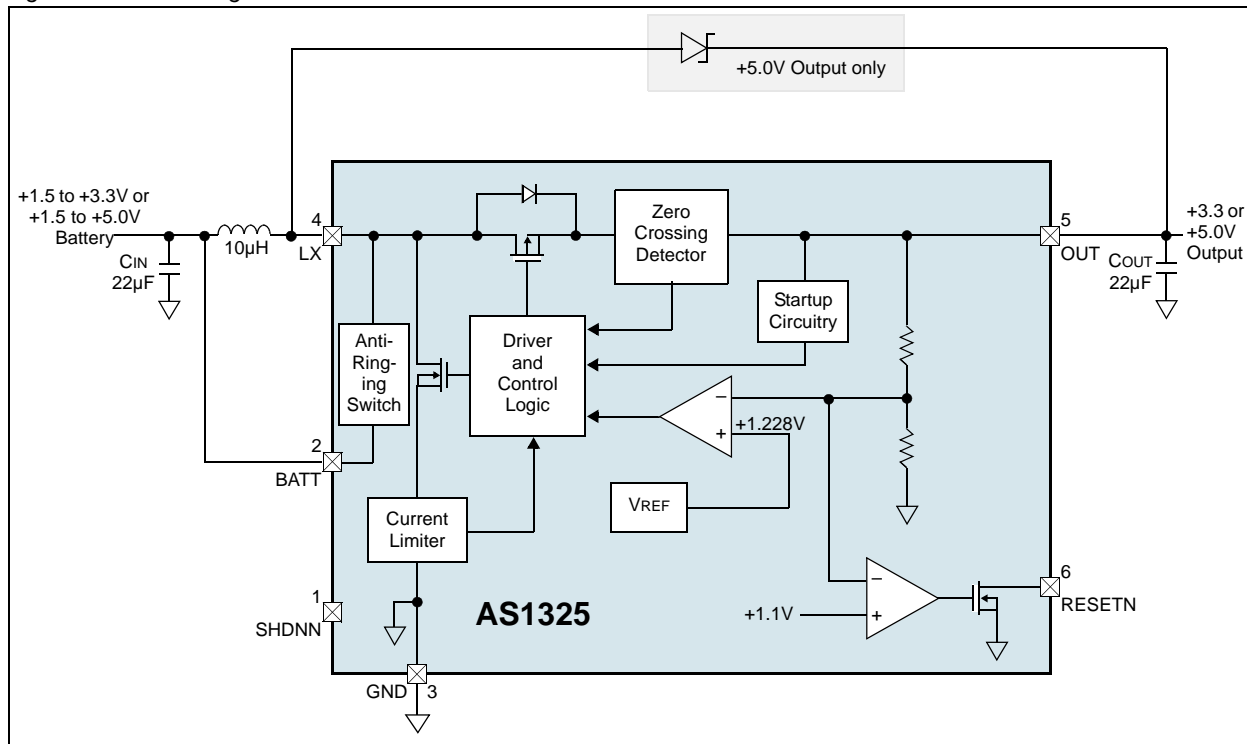 +5.0V Output only
+1.5 to +3.3V or
+1.5 to +5.0V
Battery
CIN
22µF
10µH
4
LX
Zero
Crossing
Detector
5
OUT
+3.3 or
+5.0V
Output
COUT
22µF
Startup
Circuitry
Anti-
Ring-
ing
Switch
Driver
and
Control
Logic
−
+
+1.228V
2
BATT
VREF
Current
Limiter
1
SHDNN
AS1325
−
+
+1.1V
6
RESETN
GND
3